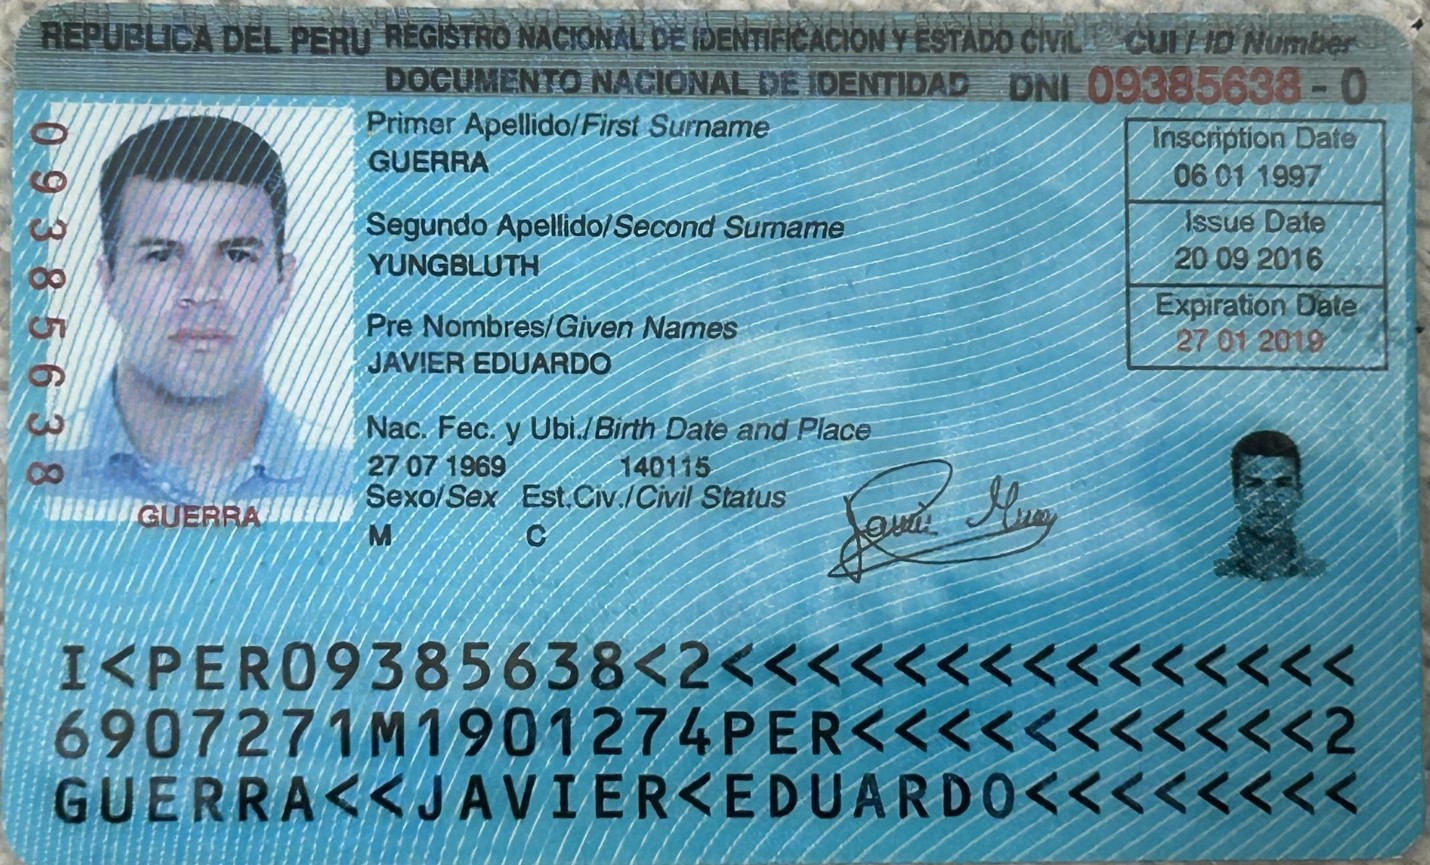 REPUBLICA DEL PERU REGISTRO NACIONAL DE IDENTIFICACION Y ESTADO CIVIL CUI / ID Number
DOCUMENTO NACIONAL DE IDENTIDAD DNI 09385638 - 0
09385638
Primer Apellido/First Surname
GUERRA
Segundo Apellido/Second Surname
YUNGBLUTH
Pre Nombres/Given Names
JAVIER EDUARDO
Nac. Fec. y Ubi./Birth Date and Place
27 07 1969 140115
Sexo/Sex Est.Civ./Civil Status
M C
Inscription Date
06 01 1997
Issue Date
20 09 2016
Expiration Date
27 01 2019
GUERRA
I<PER09385638<2<<<<<<<<<<<<<<<
6907271M1901274PER<<<<<<<<<<<2
GUERRA<<JAVIER<EDUARDO<<<<<<<<